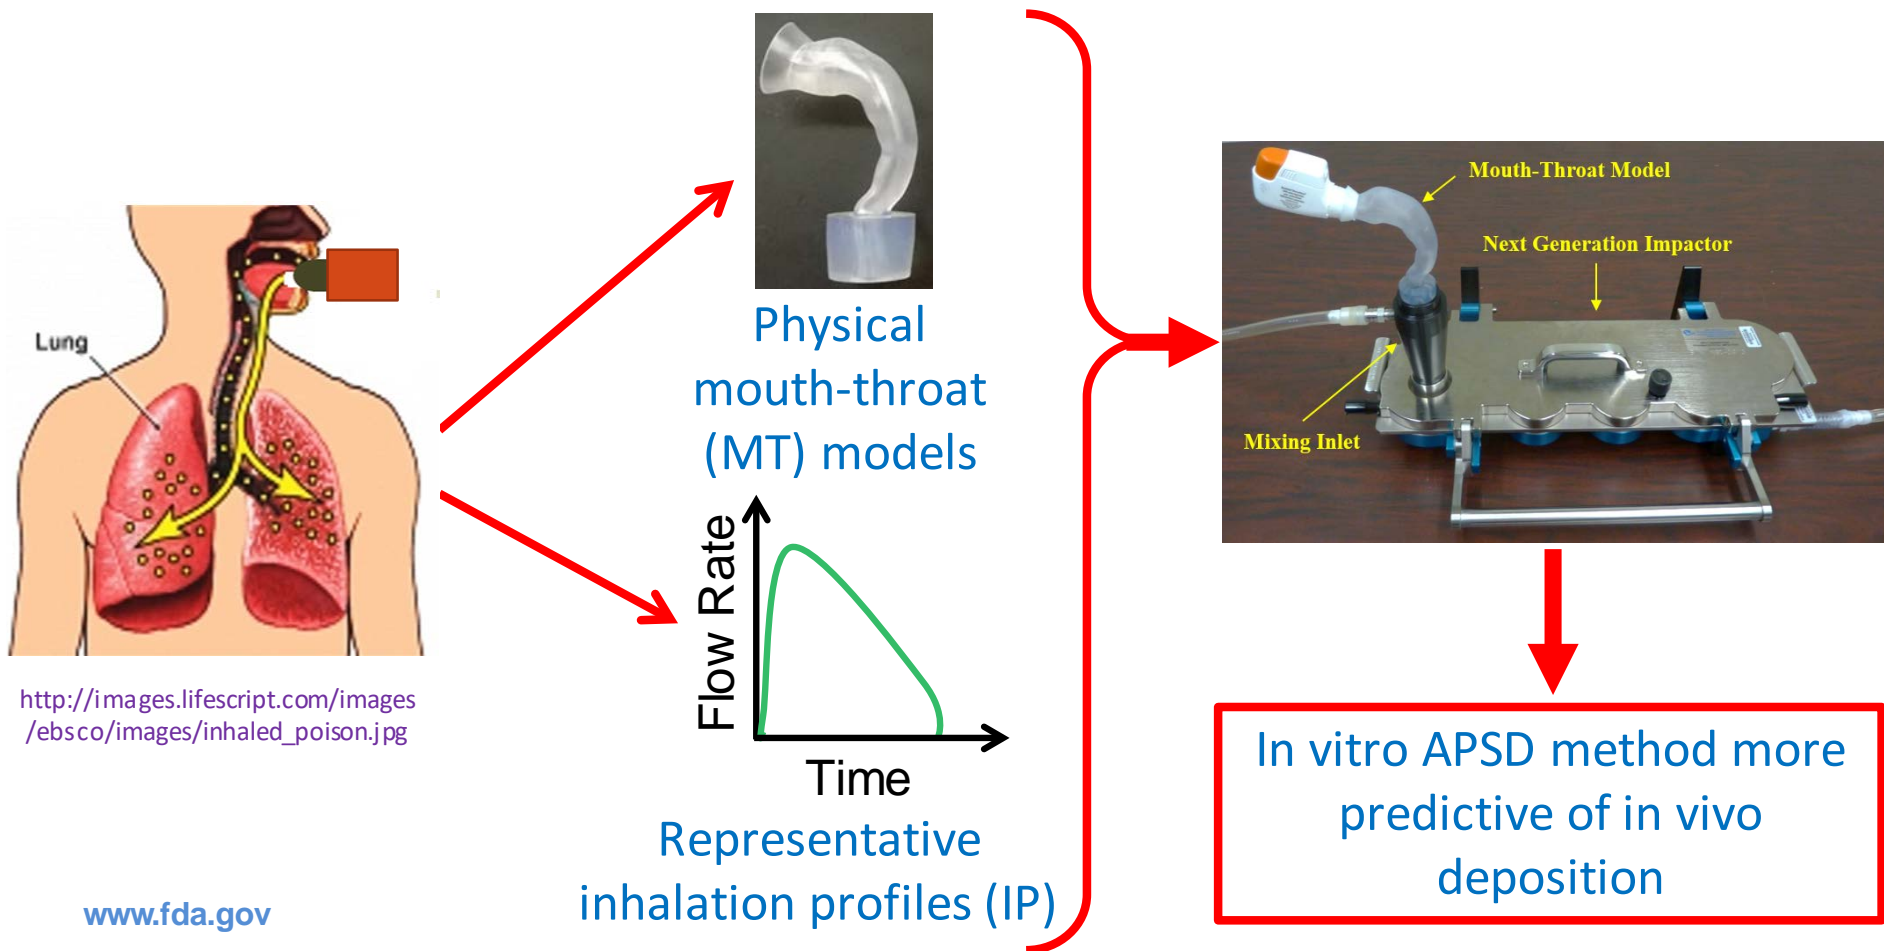 Lung
http://images.lifescript.com/images
/ebsco/images/inhaled_poison.jpg
www.fda.gov
Physical
mouth-throat
(MT) models
Flow Rate
Time
Representative
inhalation profiles (IP)
Mouth-Throat Model
Next Generation Impactor
Mixing Inlet
In vitro APSD method more
predictive of in vivo
deposition